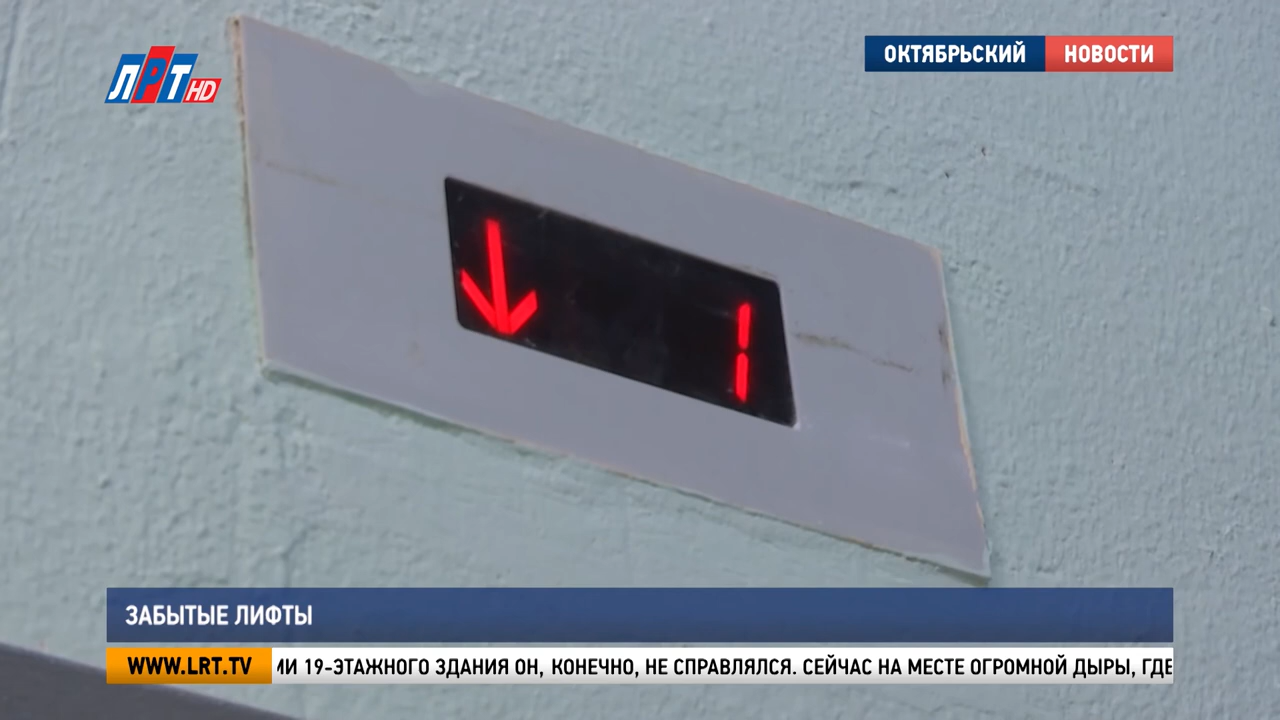 ЛРТ HD
ОКТЯБРЬСКИЙ НОВОСТИ
1
ЗАБЫТЫЕ ЛИФТЫ
WWW.LRT.TV
19-ЭТАЖНОГО ЗДАНИЯ ОН, КОНЕЧНО, НЕ СПРАВЛЯЛСЯ. СЕЙЧАС НА МЕСТЕ ОГРОМНОЙ ДЫРЫ, ГДЕ